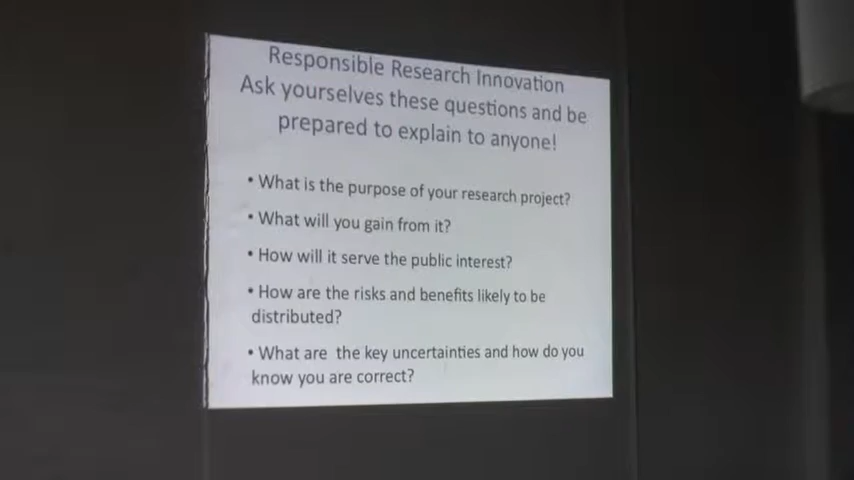 Responsible Research Innovation
Ask yourselves these questions and be
prepared to explain to anyone!
• What is the purpose of your research project?
• What will you gain from it?
• How will it serve the public interest?
• How are the risks and benefits likely to be
distributed?
• What are the key uncertainties and how do you
know you are correct?